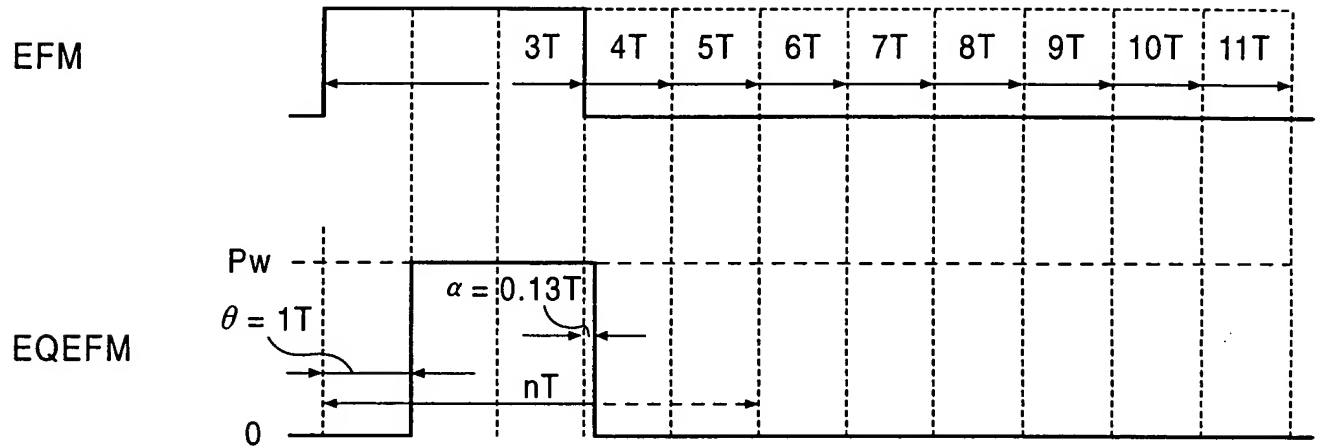 EFM
3T 4T 5T 6T 7T 8T 9T 10T 11T
Pw
α = 0.13T
θ = 1T
EQEFM
nT
0